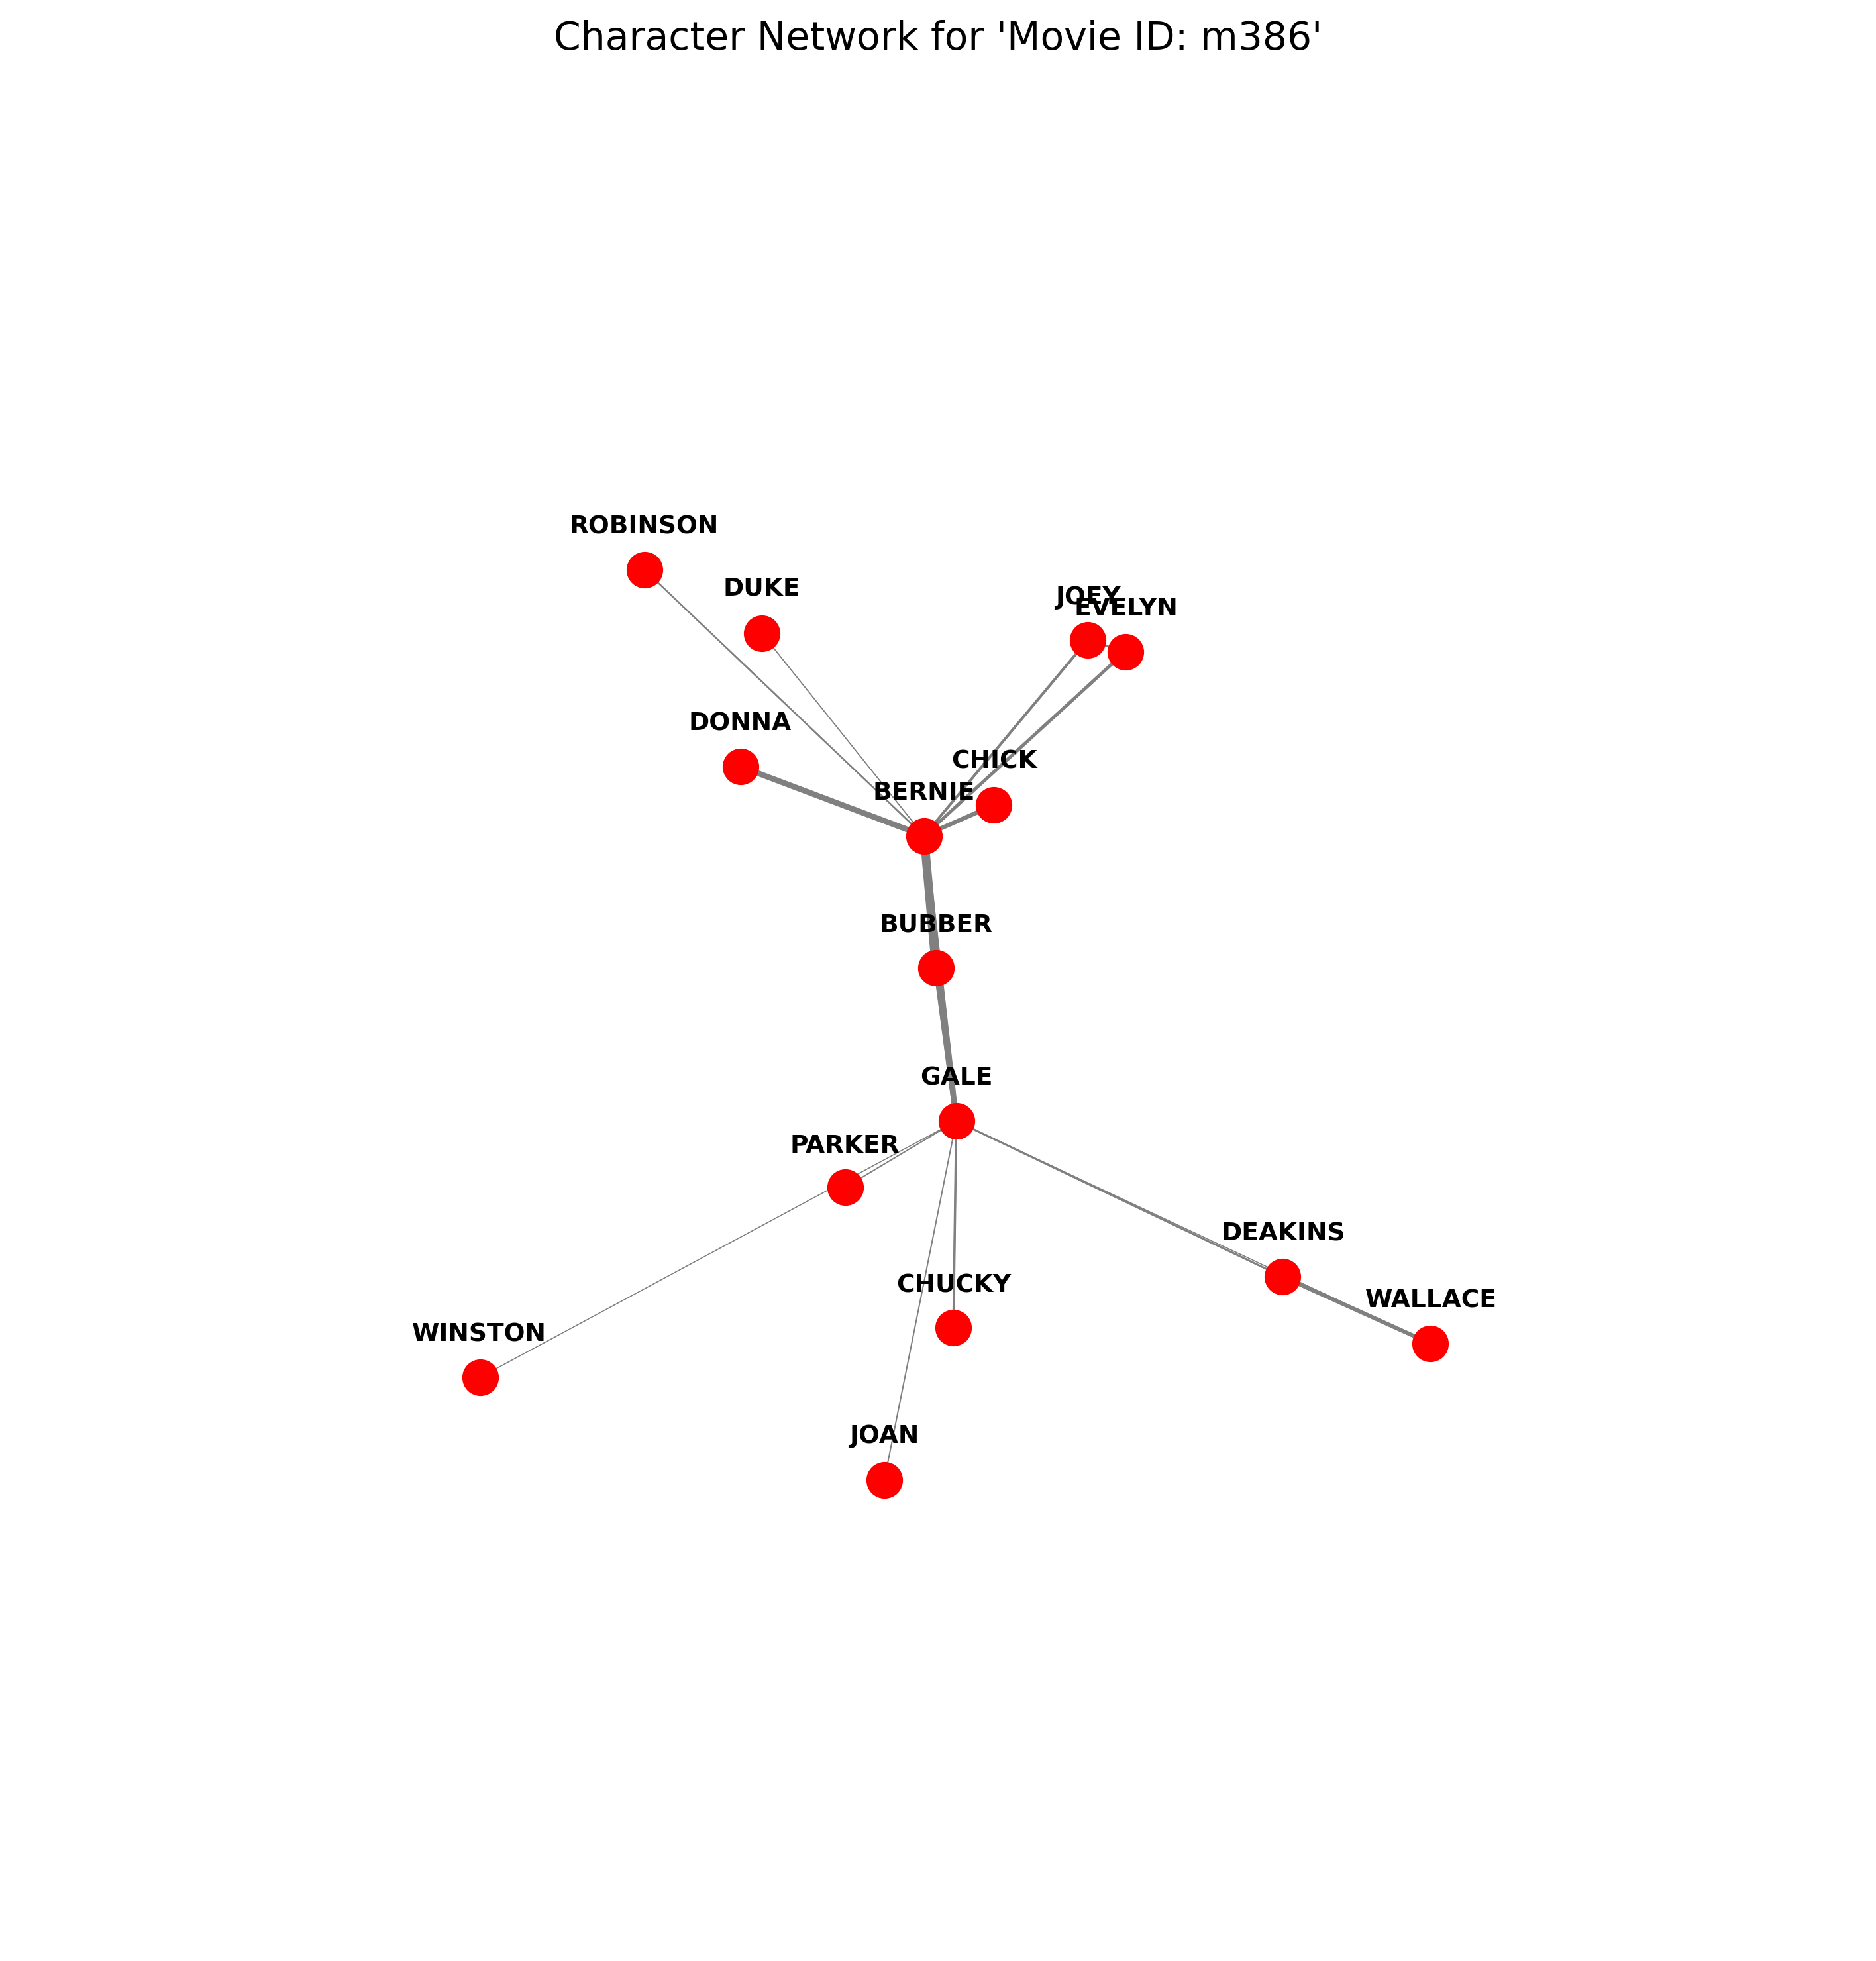 Character Network for 'Movie ID: m386'
ROBINSON
DUKE
JOEY
EVELYN
DONNA
CHICK
BERNIE
BUBBER
GALE
PARKER
DEAKINS
CHUCKY
WALLACE
WINSTON
JOAN